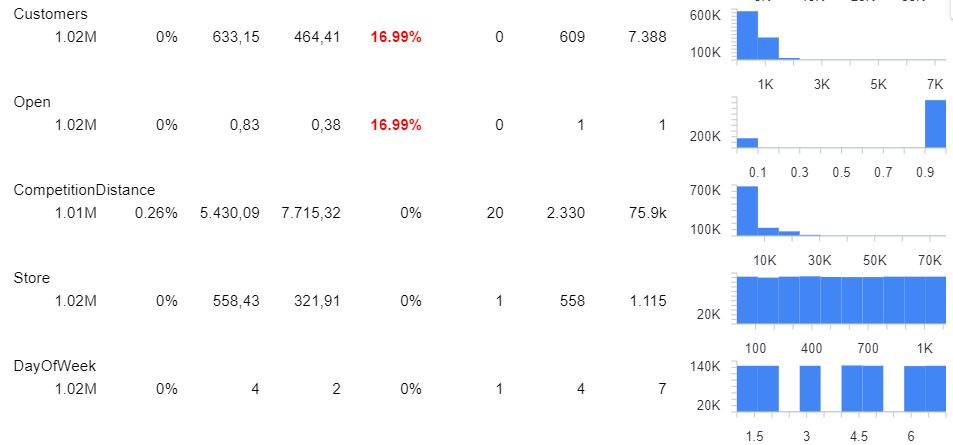 Customers
1.02M 0% 633,15 464,41 16.99% 0 609 7.388
600K
100K
1K 3K 5K 7K
Open
1.02M 0% 0,83 0,38 16.99% 0 1 1
200K
0.1 0.3 0.5 0.7 0.9
CompetitionDistance
1.01M 0.26% 5.430,09 7.715,32 0% 20 2.330 75.9k
700K
100K
10K 30K 50K 70K
Store
1.02M 0% 558,43 321,91 0% 1 558 1.115
20K
100 400 700 1K
DayOfWeek
1.02M 0% 4 2 0% 1 4 7
140K
20K
1.5 3 4.5 6